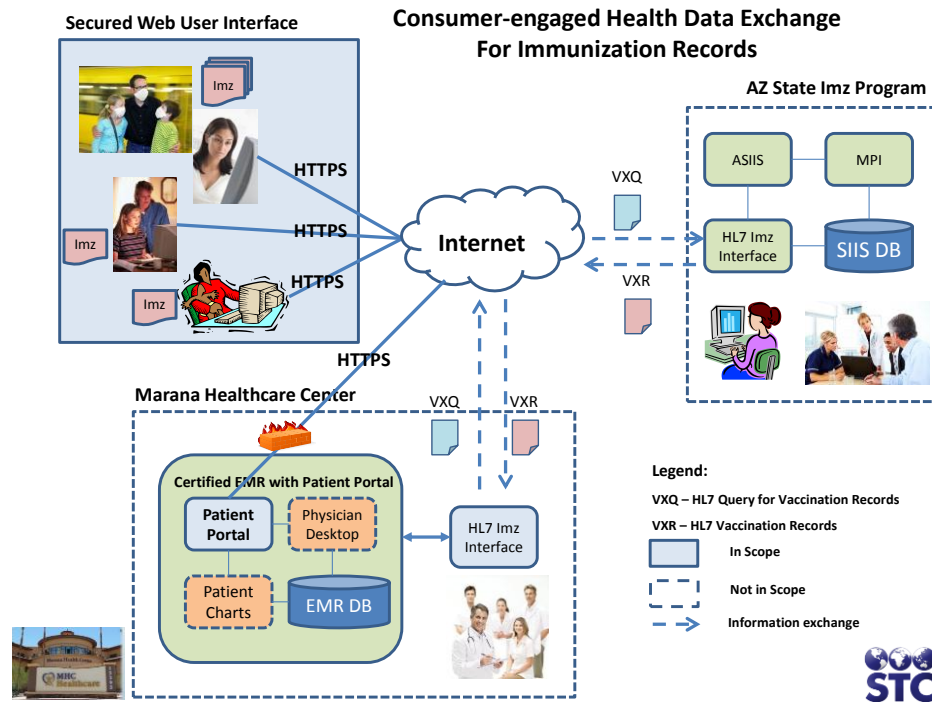 Secured Web User Interface
Consumer-engaged Health Data Exchange
For Immunization Records
Imz
HTTPS
HTTPS
Imz
HTTPS
Imz
HTTPS
Internet
AZ State Imz Program
ASIIS
MPI
HL7 Imz
Interface
SIIS DB
VXQ
VXR
Marana Healthcare Center
VXQ
VXR
Certified EMR with Patient Portal
Patient
Portal
Physician
Desktop
Patient
Charts
EMR DB
HL7 Imz
Interface
Legend:
VXQ – HL7 Query for Vaccination Records
VXR – HL7 Vaccination Records
In Scope
Not in Scope
Information exchange
Marana Health Center
MHC
Healthcare
STC